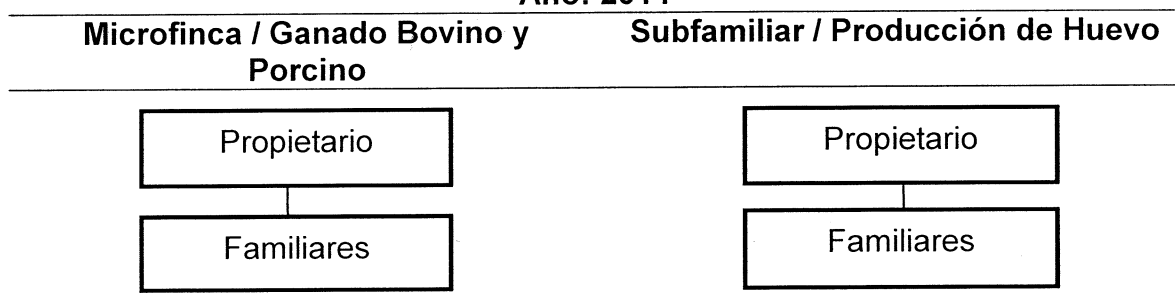 Microfinca / Ganado Bovino y
Porcino
Subfamiliar / Producción de Huevo
Propietario
Familiares
Propietario
Familiares